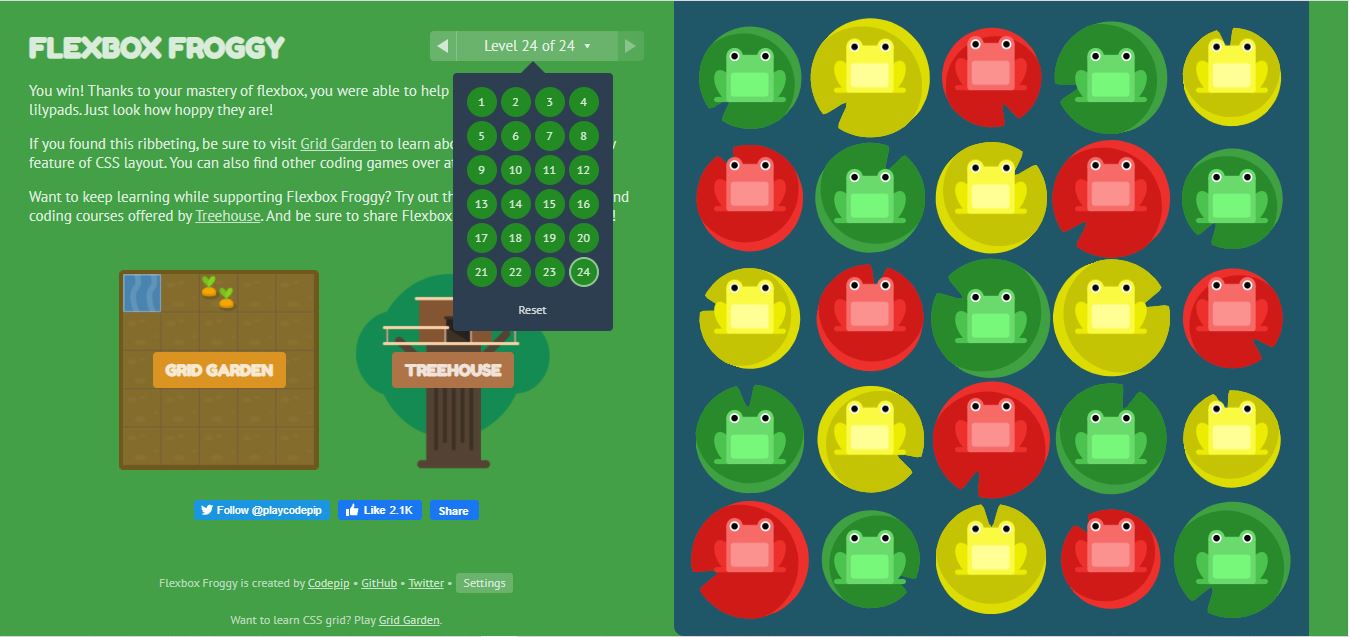 FLEXBOX FROGGY
Level 24 of 24
You win! Thanks to your mastery of flexbox, you were able to help
lilypads. Just look how hoppy they are!
If you found this ribbeting, be sure to visit Grid Garden to learn
feature of CSS layout. You can also find other coding games over
Want to keep learning while supporting Flexbox Froggy? Try out
coding courses offered by Treehouse. And be sure to share Flexbox
1 2 3 4
5 6 7 8
9 10 11 12
13 14 15 16
17 18 19 20
21 22 23 24
Reset
GRID GARDEN
TREEHOUSE
Follow @playcodepip
Like 2.1K
Share
Flexbox Froggy is created by Codepip • GitHub • Twitter • Settings
Want to learn CSS grid? Play Grid Garden.